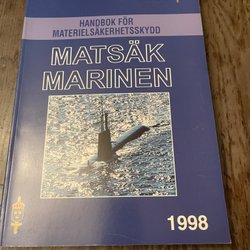 HANDBOK FÖR
MATERIELSÄKERHETSSKYDD
MATSÄK
MARINEN
1998